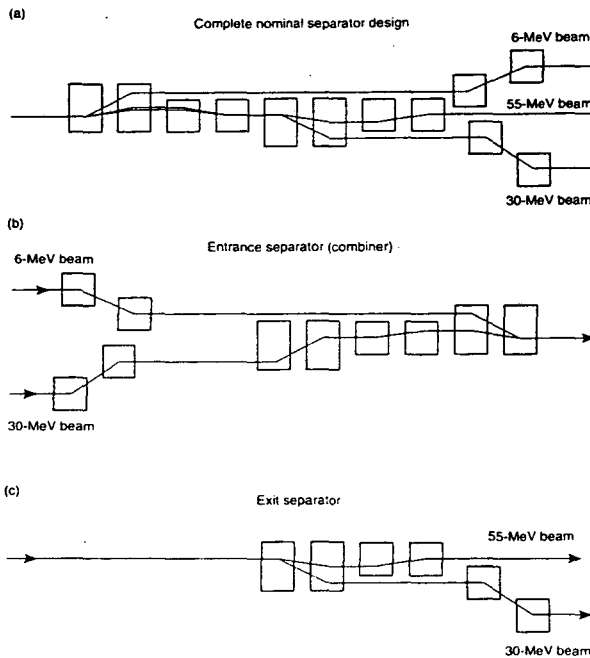 (a)
Complete nominal separator design
6-MeV beam
55-MeV beam
30-MeV beam
(b)
Entrance separator (combiner)
6-MeV beam
30-MeV beam
(c)
Exit separator
55-MeV beam
30-MeV beam